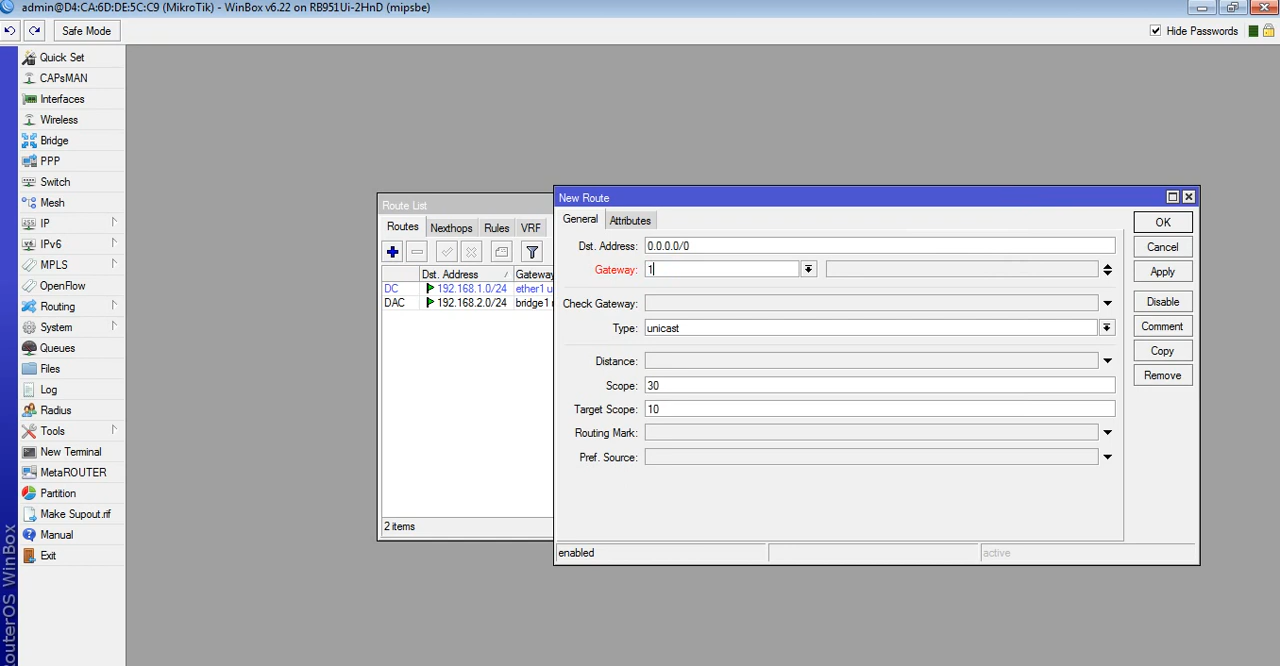 admin@D4:CA:6D:DE:5C:C9 (MikroTik) - WinBox v6.22 on RB951Ui-2HnD (mipsbe)
Safe Mode
Hide Passwords
Quick Set
CAPsMAN
Interfaces
Wireless
Bridge
PPP
Switch
Mesh
IP
IPv6
MPLS
OpenFlow
Routing
System
Queues
Files
Log
Radius
Tools
New Terminal
MetaROUTER
Partition
Make Supout.rif
Manual
Exit
outerOS WinBox
Route List
Routes Nexthops Rules VRF
Dst. Address / Gateway
DC 192.168.1.0/24 ether1
DAC 192.168.2.0/24 bridge1
2 items
New Route
General Attributes
Dst. Address: 0.0.0.0/0
Gateway: 1
Check Gateway:
Type: unicast
Distance:
Scope: 30
Target Scope: 10
Routing Mark:
Pref. Source:
enabled active
OK
Cancel
Apply
Disable
Comment
Copy
Remove